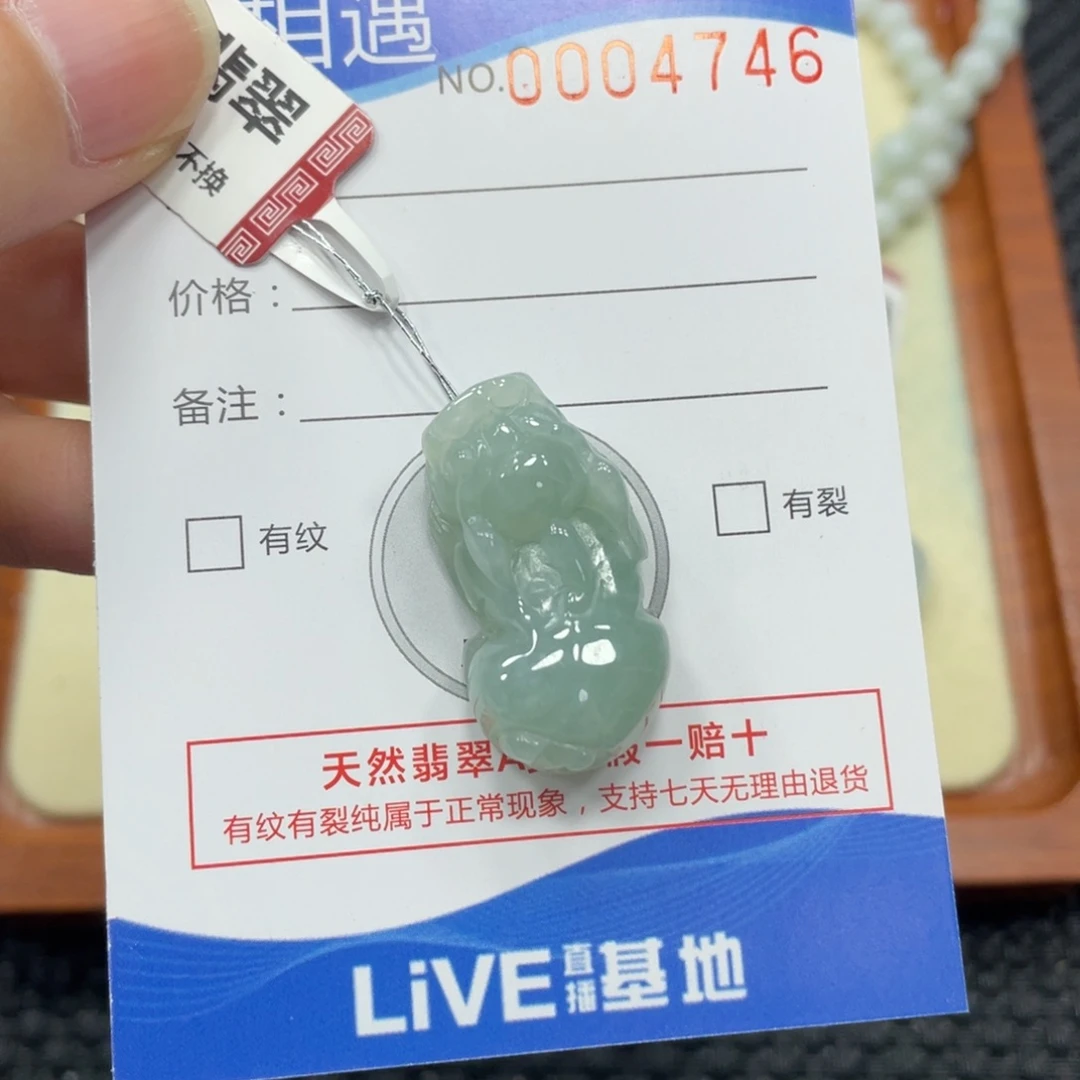 相遇
NO.0004746
翡翠
不换
价格：
备注：
有纹
有裂
天然翡翠A 一赔十
有纹有裂纯属于正常现象，支持七天无理由退货
LiVE直播基地